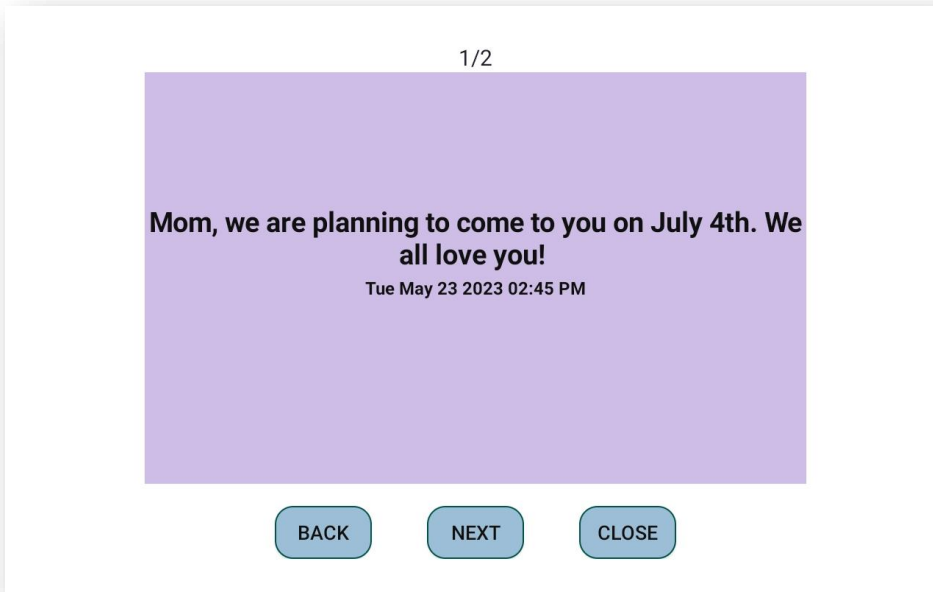 1/2
Mom, we are planning to come to you on July 4th. We
all love you!
Tue May 23 2023 02:45 PM
BACK
NEXT
CLOSE